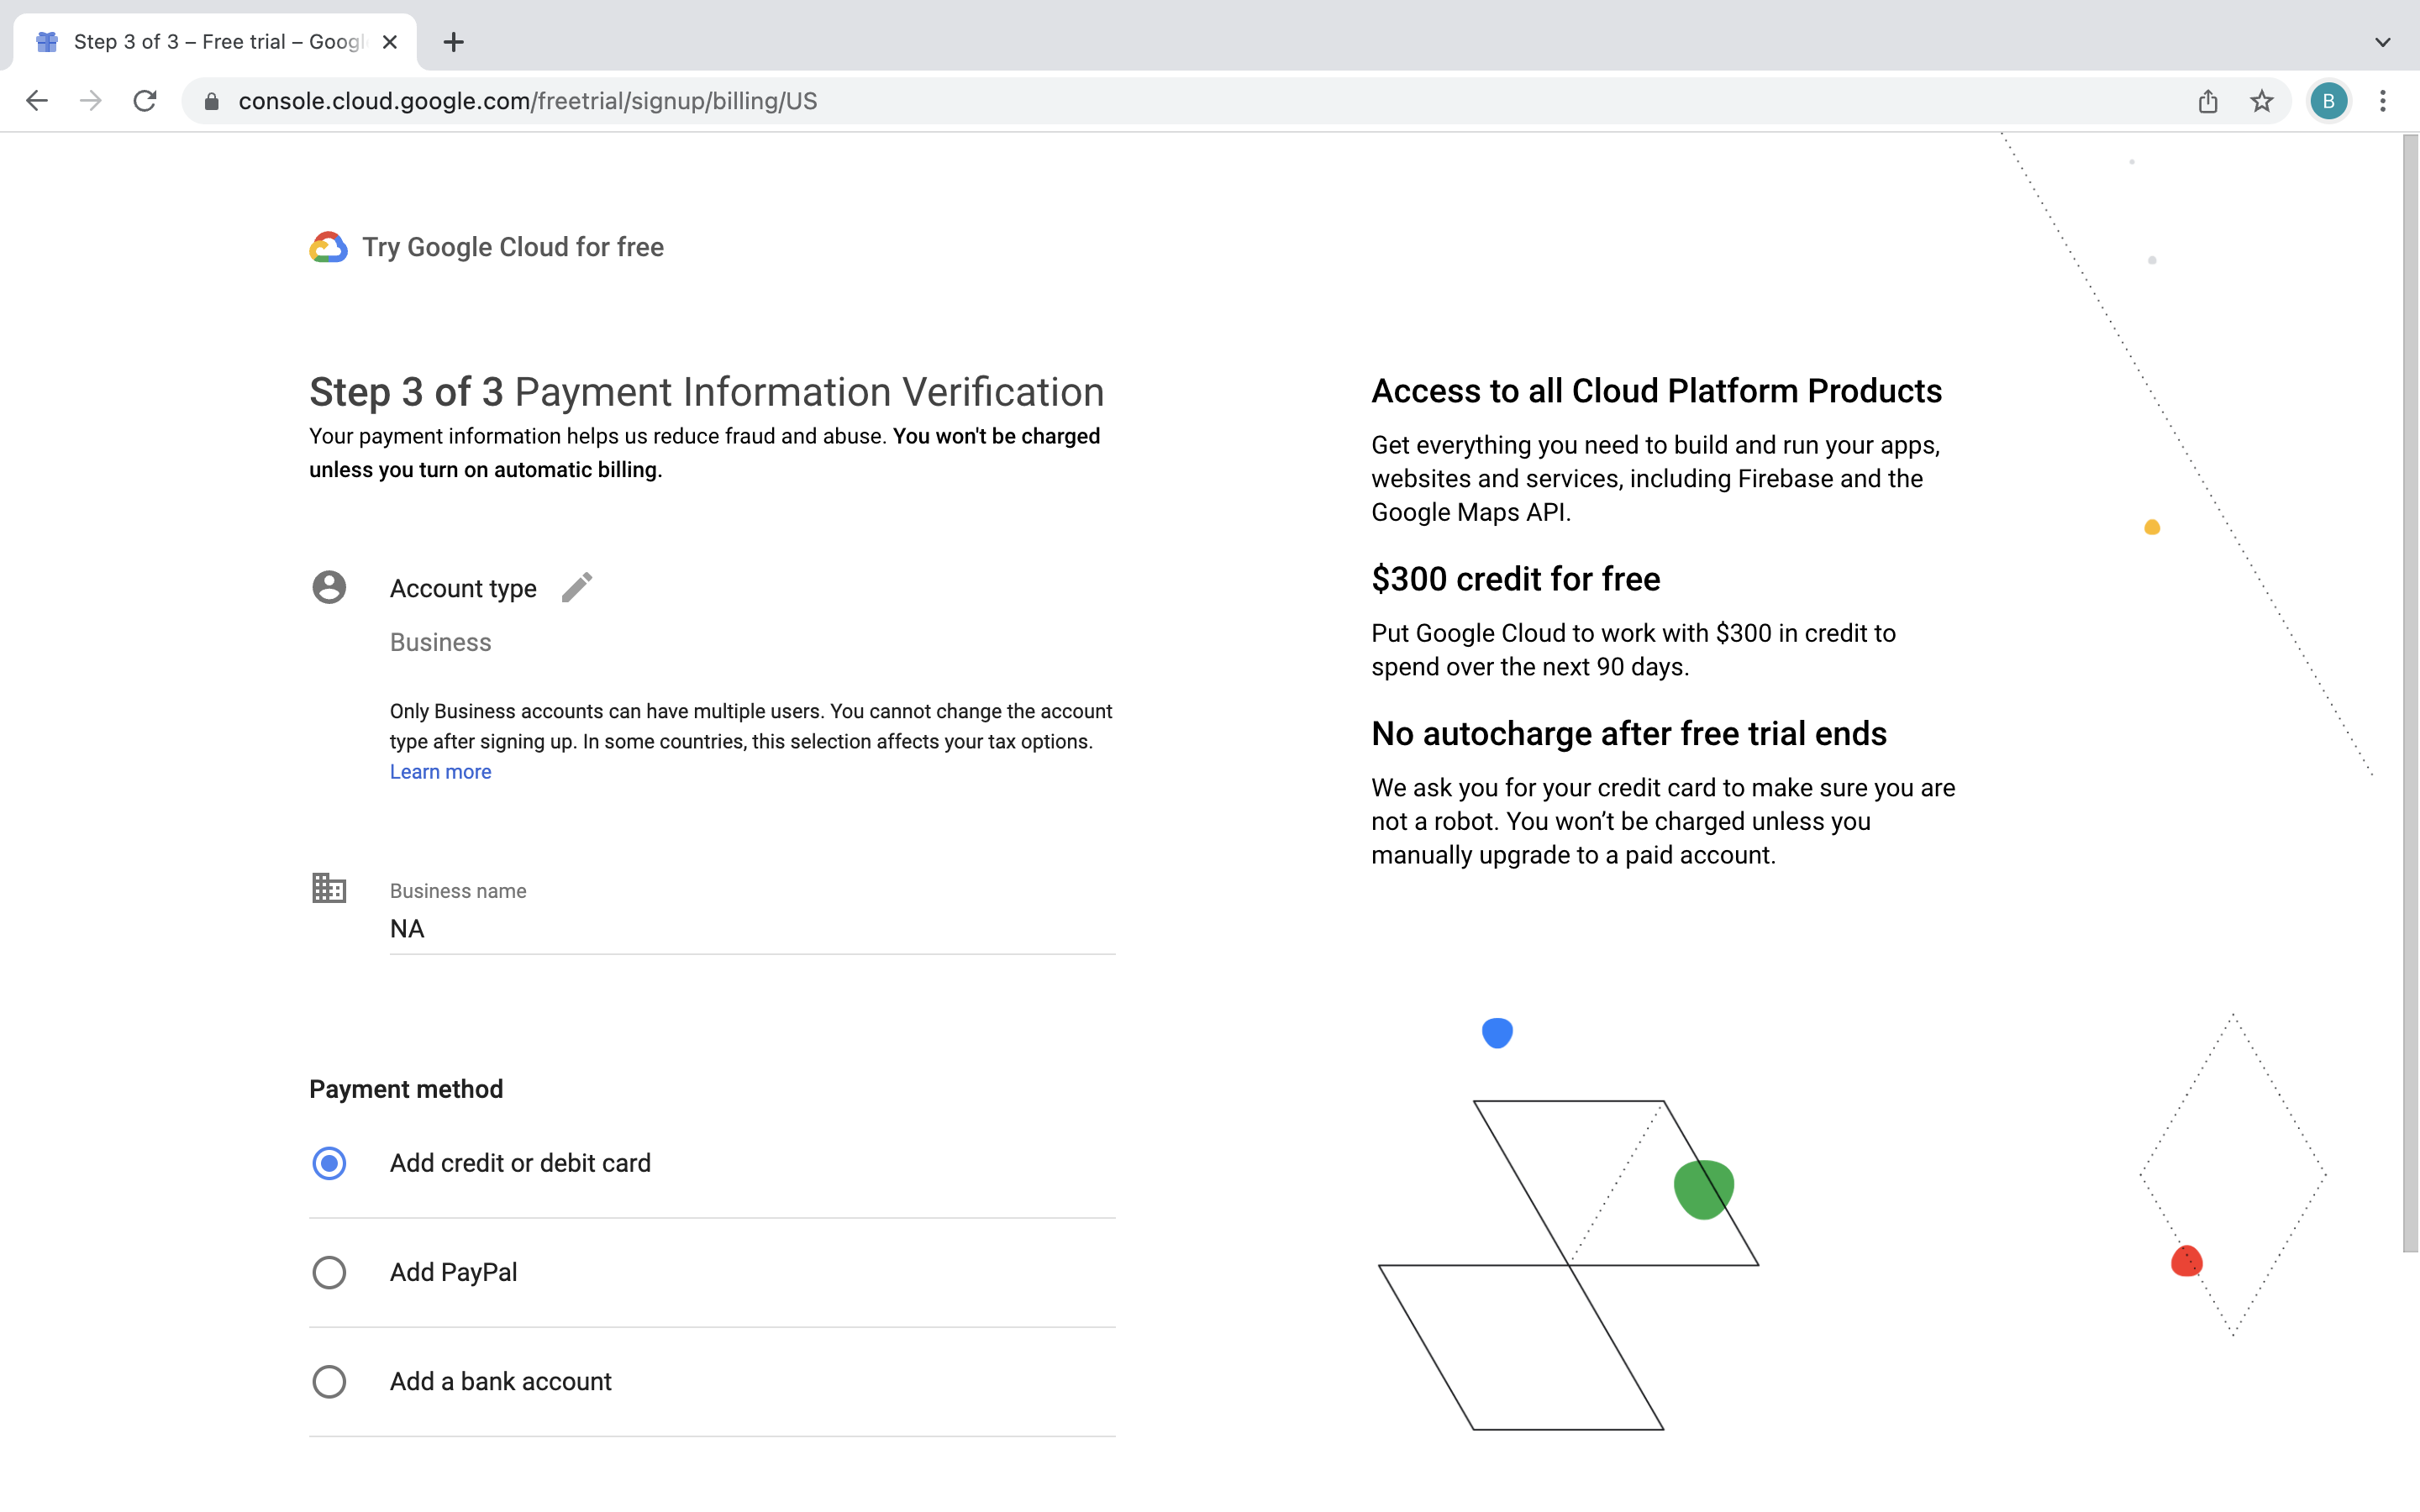 Step 3 of 3 – Free trial – Googl
console.cloud.google.com/freetrial/signup/billing/US
B
Try Google Cloud for free
Step 3 of 3 Payment Information Verification
Your payment information helps us reduce fraud and abuse. You won't be charged
unless you turn on automatic billing.
Account type
Business
Only Business accounts can have multiple users. You cannot change the account
type after signing up. In some countries, this selection affects your tax options.
Learn more
Business name
NA
Payment method
Add credit or debit card
Add PayPal
Add a bank account
Access to all Cloud Platform Products
Get everything you need to build and run your apps,
websites and services, including Firebase and the
Google Maps API.
$300 credit for free
Put Google Cloud to work with $300 in credit to
spend over the next 90 days.
No autocharge after free trial ends
We ask you for your credit card to make sure you are
not a robot. You won’t be charged unless you
manually upgrade to a paid account.